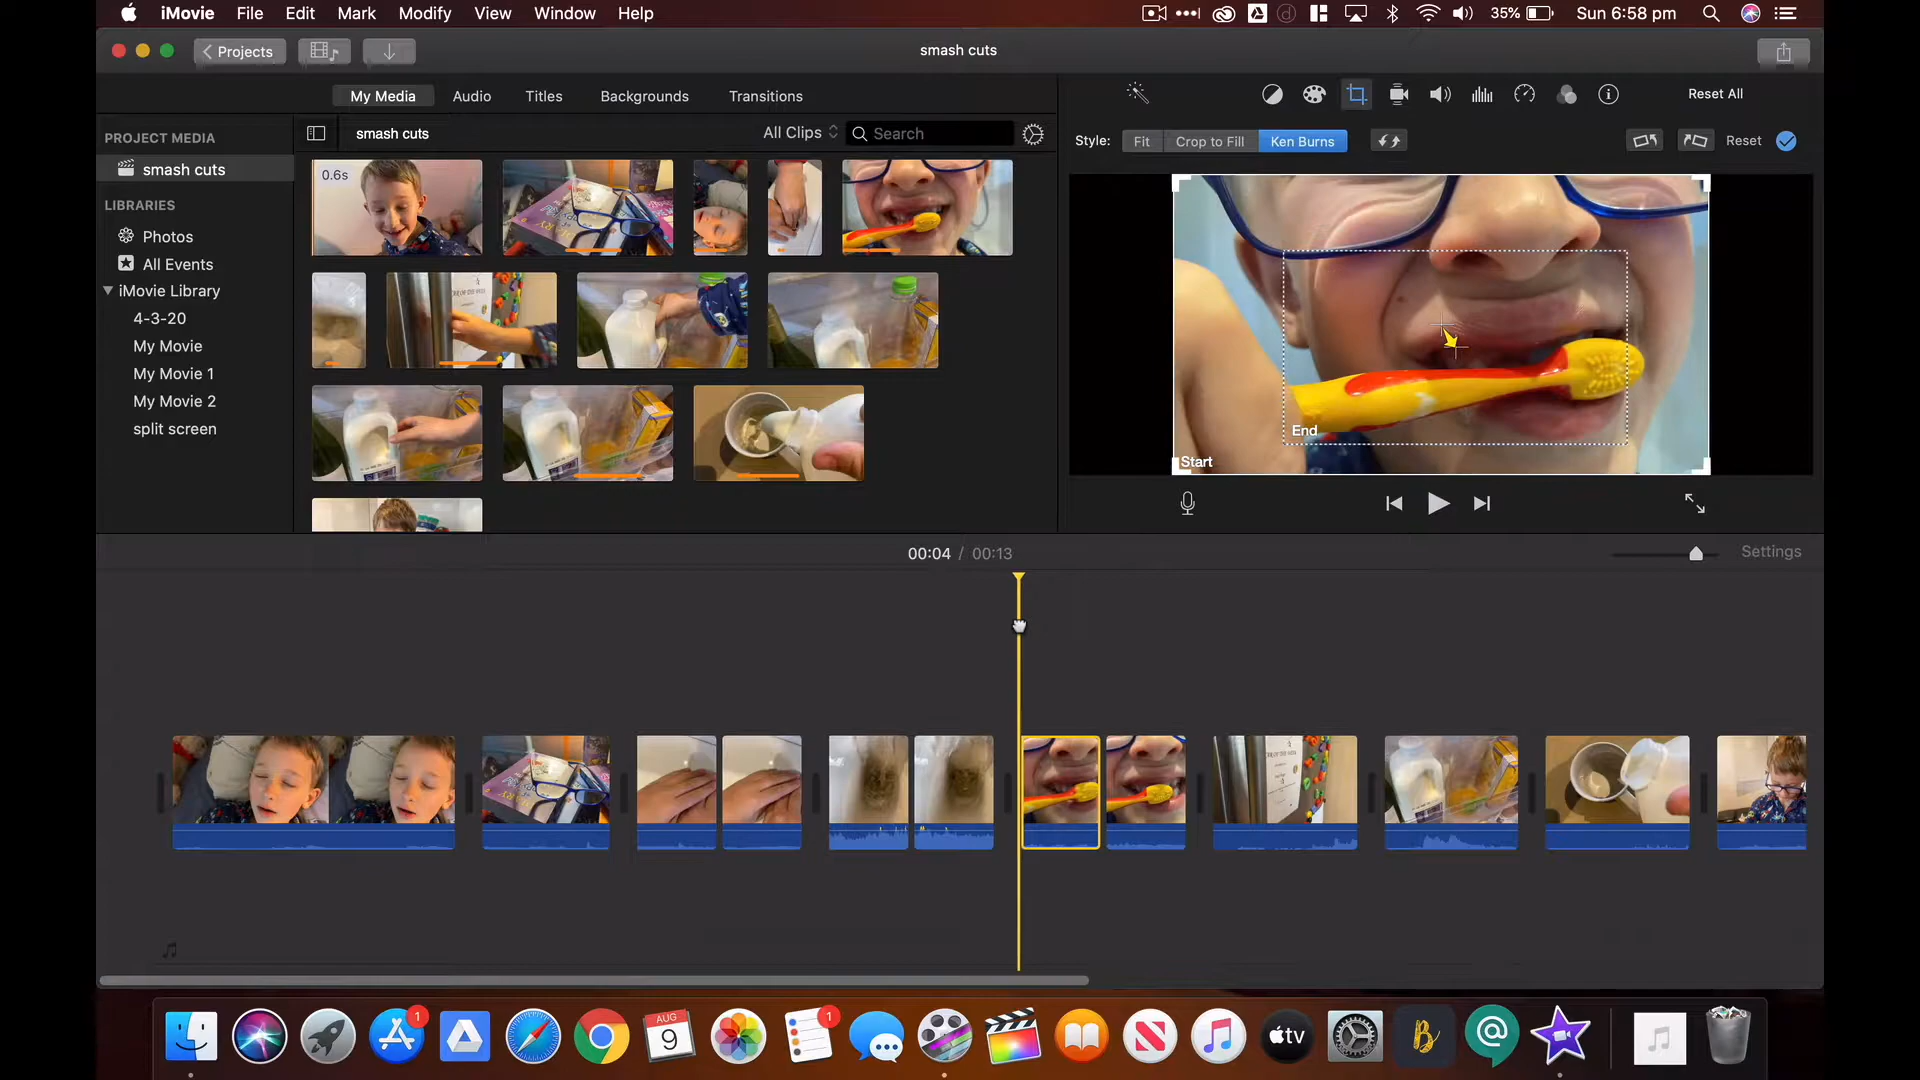 iMovie File Edit Mark Modify View Window Help 35% Sun 6:58 pm
Projects smash cuts
My Media Audio Titles Backgrounds Transitions Reset All
PROJECT MEDIA smash cuts All Clips Search Style: Fit Crop to Fill Ken Burns Reset
smash cuts
LIBRARIES
Photos
All Events
iMovie Library
4-3-20
My Movie
My Movie 1
My Movie 2
split screen
0.6s
End
Start
00:04 / 00:13 Settings
1
AUG
9
1
tv